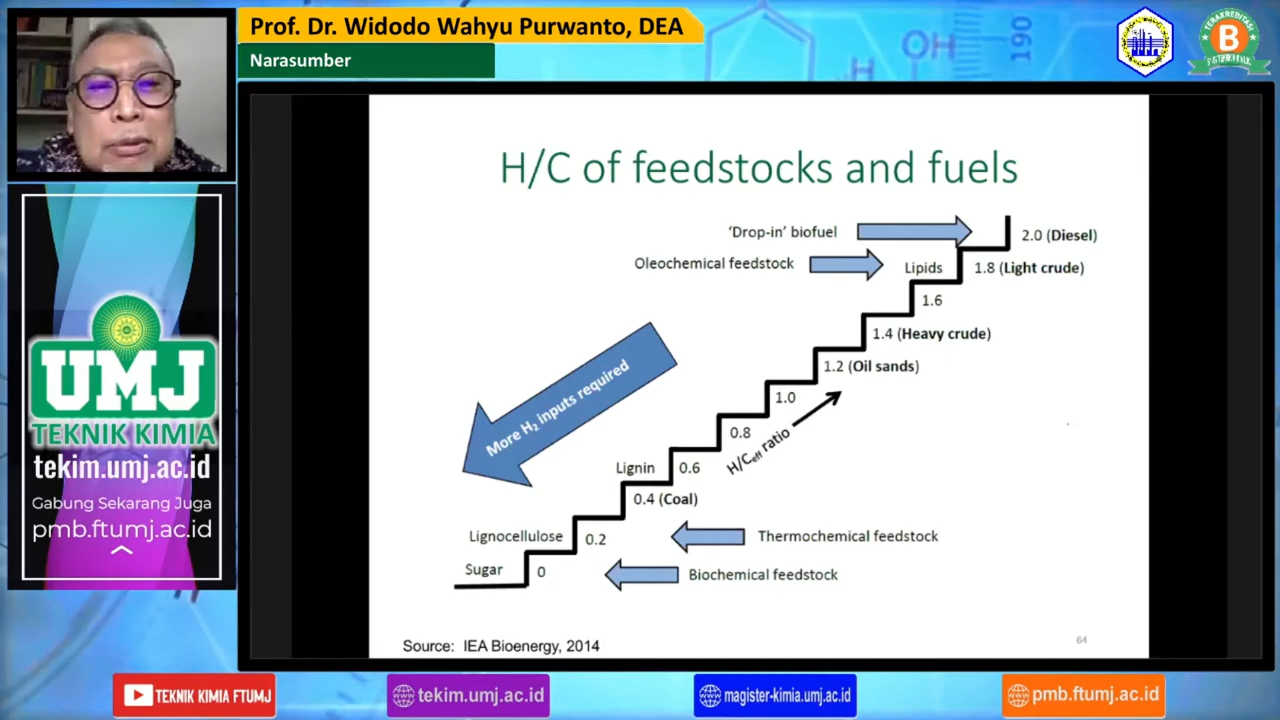 Prof. Dr. Widodo Wahyu Purwanto, DEA
Narasumber
OH
H
190
TERAKREDITASI
B
UMJ
TEKNIK KIMIA
tekim.umj.ac.id
Gabung Sekarang Juga
pmb.ftumj.ac.id
H/C of feedstocks and fuels
'Drop-in' biofuel
2.0 (Diesel)
Oleochemical feedstock
Lipids
1.8 (Light crude)
1.6
1.4 (Heavy crude)
1.2 (Oil sands)
More H₂ inputs required
1.0
0.8
H/Ceff ratio
Lignin
0.6
0.4 (Coal)
Lignocellulose
0.2
Thermochemical feedstock
Sugar
0
Biochemical feedstock
Source: IEA Bioenergy, 2014
64
TEKNIK KIMIA FTUMJ
tekim.umj.ac.id
magister-kimia.umj.ac.id
pmb.ftumj.ac.id